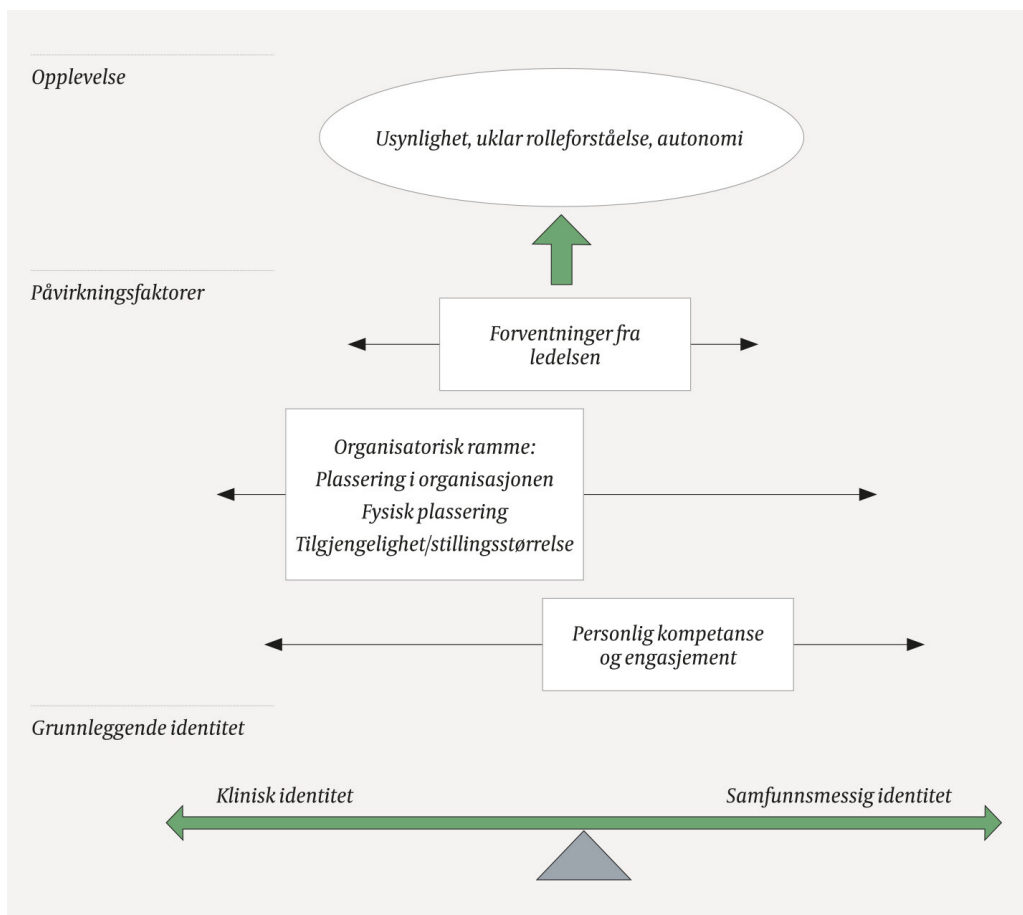 Opplevelse
Usynlighet, uklar rolleforståelse, autonomi
Påvirkningsfaktorer
Forventninger fra
ledelsen
Organisatorisk ramme:
Plassering i organisasjonen
Fysisk plassering
Tilgjengelighet/stillingsstørrelse
Personlig kompetanse
og engasjement
Grunnleggende identitet
Klinisk identitet
Samfunnsmessig identitet